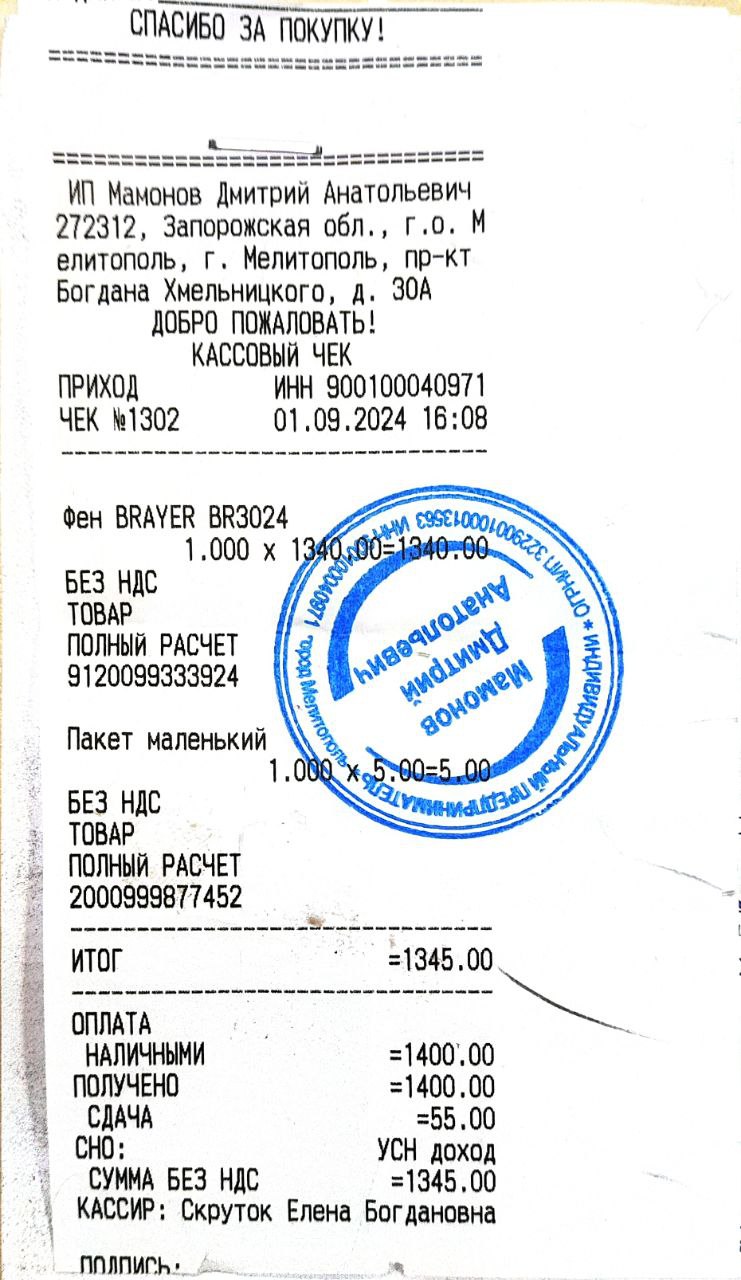 СПАСИБО ЗА ПОКУПКУ!
ИП Мамонов Дмитрий Анатольевич
272312, Запорожская обл., г.о. М
елитополь, г. Мелитополь, пр-кт
Богдана Хмельницкого, д. 30А
ДОБРО ПОЖАЛОВАТЬ!
КАССОВЫЙ ЧЕК
ПРИХОД ИНН 900100040971
ЧЕК №1302 01.09.2024 16:08
Фен BRAYER BR3024
1.000 x 1340.00=1340.00
БЕЗ НДС
ТОВАР
ПОЛНЫЙ РАСЧЕТ
9120099333924
Пакет маленький
1.000 x 5.00=5.00
БЕЗ НДС
ТОВАР
ПОЛНЫЙ РАСЧЕТ
2000999877452
ИТОГ =1345.00
ОПЛАТА
НАЛИЧНЫМИ =1400.00
ПОЛУЧЕНО =1400.00
СДАЧА =55.00
СНО: УСН доход
СУММА БЕЗ НДС =1345.00
КАССИР: Скруток Елена Богдановна
ПОДПИСЬ:
Мамонов
Дмитрий
Анатольевич
* ИНДИВИДУАЛЬНЫЙ ПРЕДПРИНИМАТЕЛЬ *
город Мелитополь